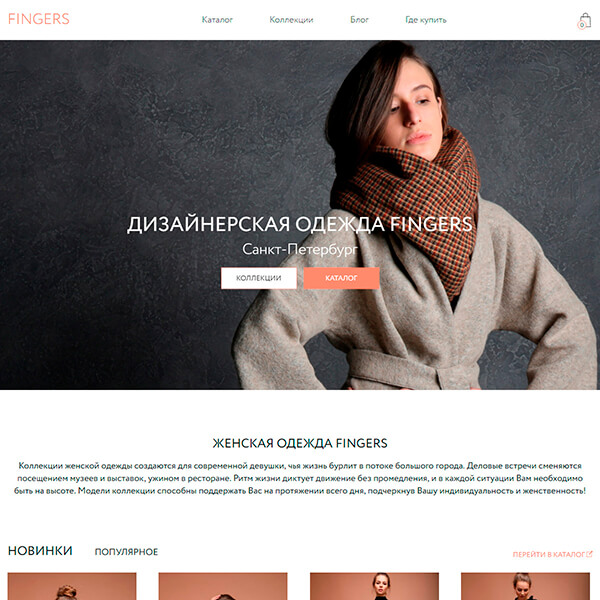 FINGERS
Каталог Коллекции Блог Где купить
0
ДИЗАЙНЕРСКАЯ ОДЕЖДА FINGERS
Санкт-Петербург
КОЛЛЕКЦИИ КАТАЛОГ
ЖЕНСКАЯ ОДЕЖДА FINGERS
Коллекции женской одежды создаются для современной девушки, чья жизнь бурлит в потоке большого города. Деловые встречи сменяются
посещением музеев и выставок, ужином в ресторане. Ритм жизни диктует движение без промедления, и в каждой ситуации Вам необходимо
быть на высоте. Модели коллекции способны поддержать Вас на протяжении всего дня, подчеркнув Вашу индивидуальность и женственность!
НОВИНКИ ПОПУЛЯРНОЕ ПЕРЕЙТИ В КАТАЛОГ